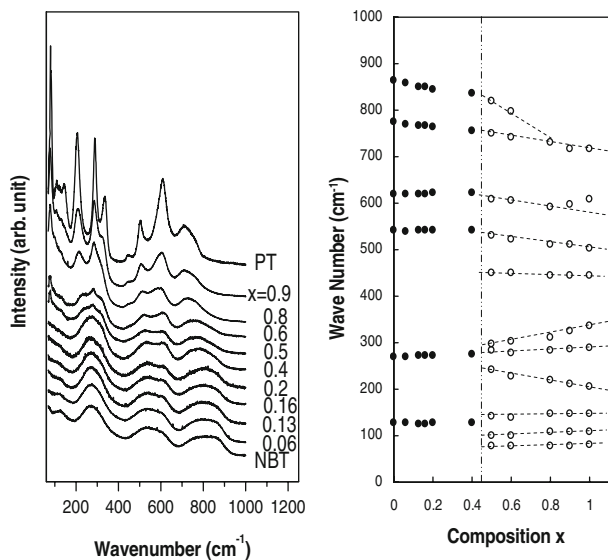 Intensity (arb. unit)
PT
x=0.9
0.8
0.6
0.5
0.4
0.2
0.16
0.13
0.06
NBT
200 400 600 800 1000 1200
Wavenumber (cm-1)
Wave Number (cm-1)
1000
900
800
700
600
500
400
300
200
100
0
0 0.2 0.4 0.6 0.8 1
Composition x